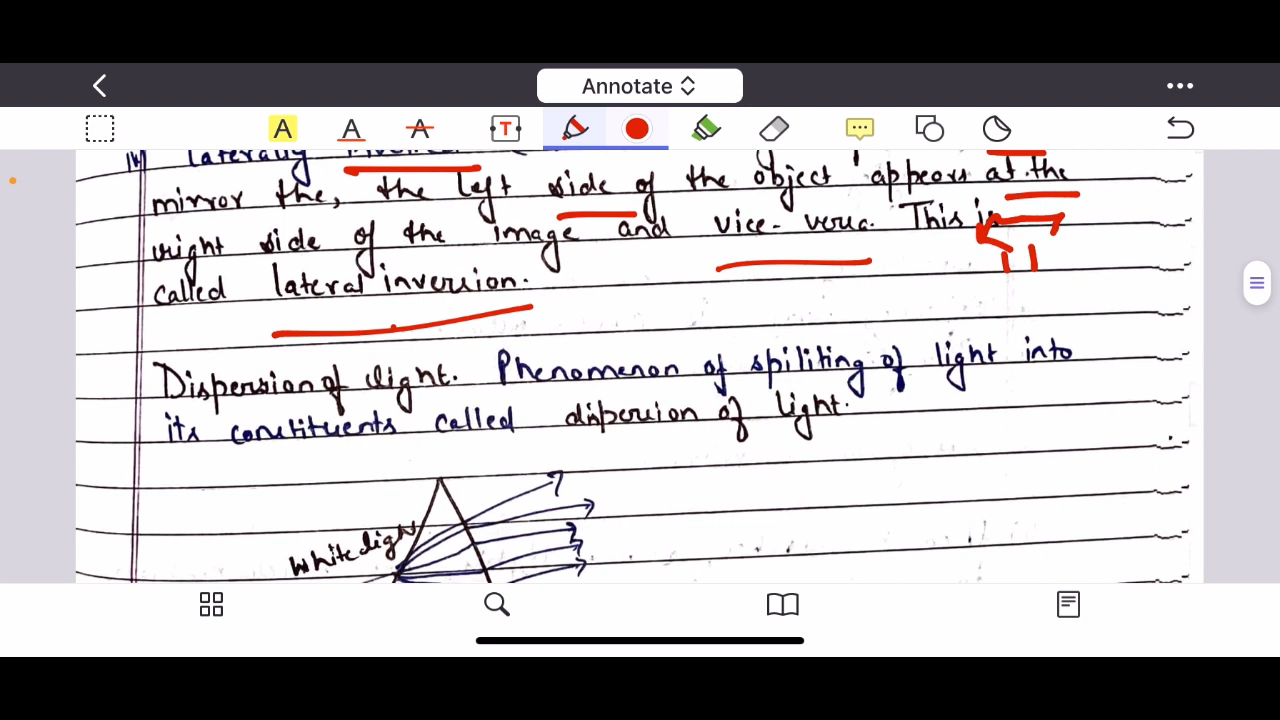 Annotate
A A A T
laterally
mirror the, the left side of the object appears at the
right side of the image and vice-versa. This is
called lateral inversion.
Dispersion of light. Phenomenon of spiliting of light into
its constituents called dispersion of light.
White light